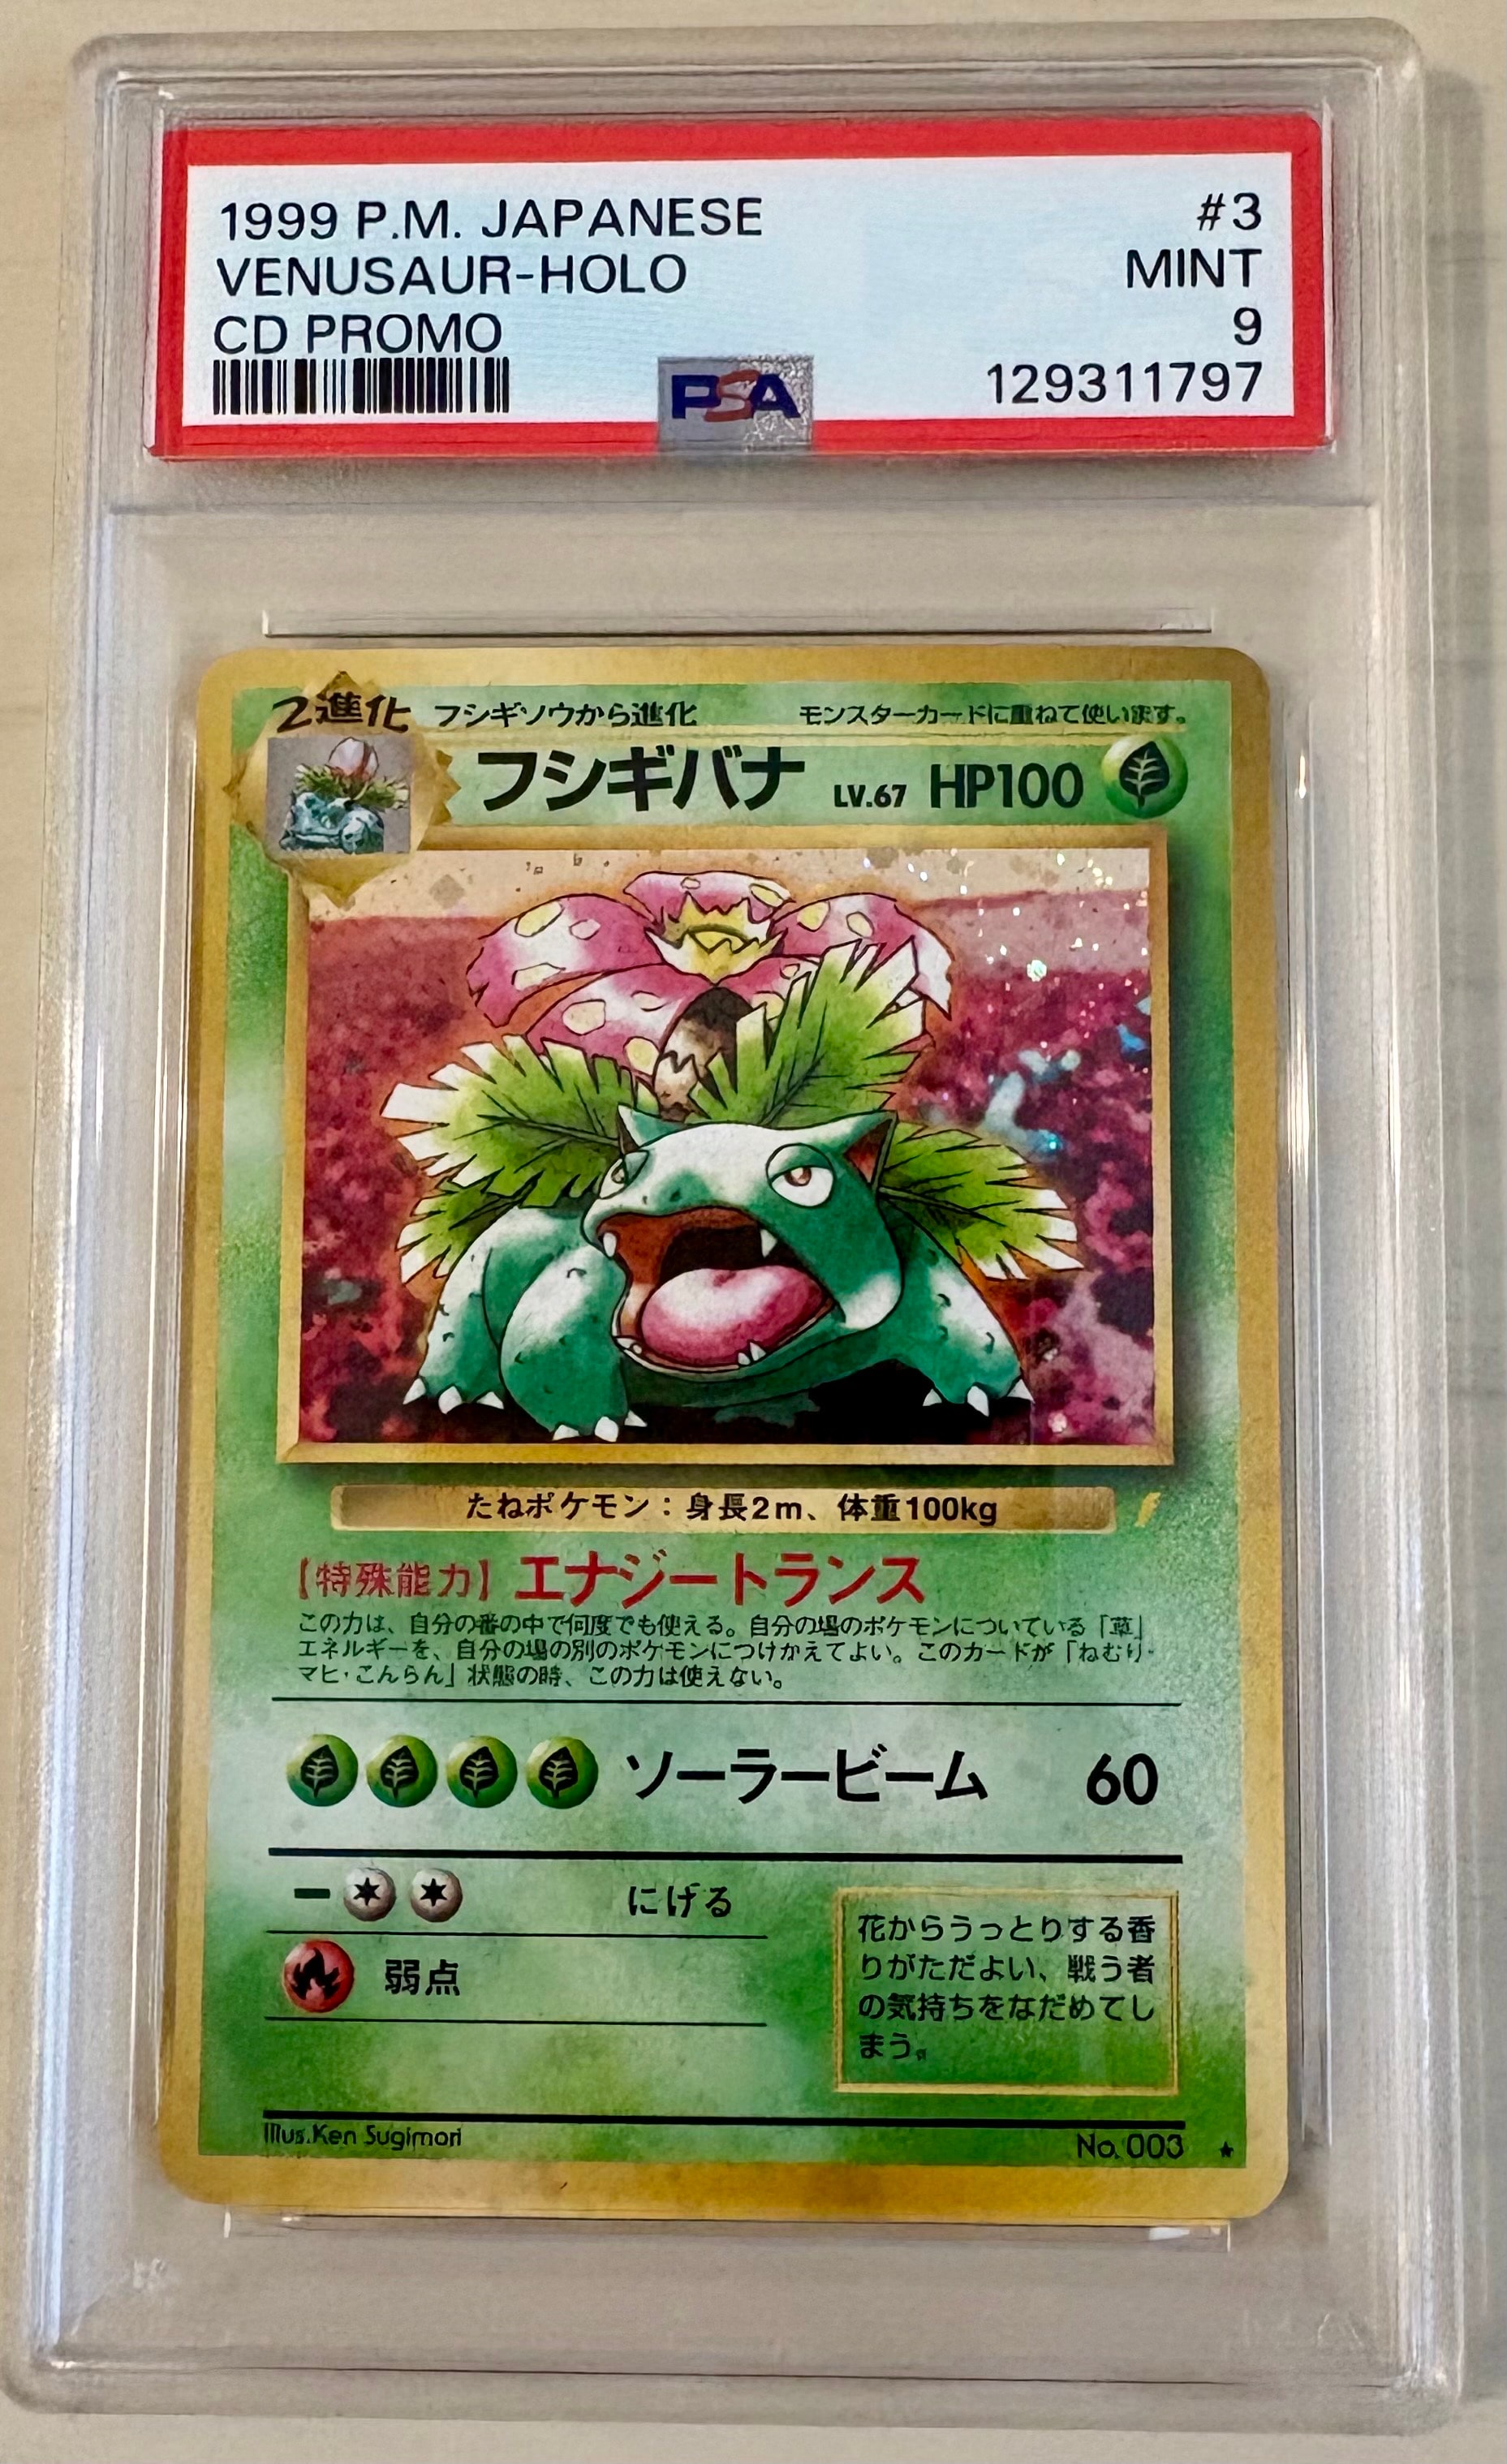 1999 P.M. JAPANESE #3
VENUSAUR-HOLO MINT
CD PROMO 9
PSA 129311797
2進化 フシギソウから進化 モンスターカードに重ねて使います。
フシギバナ LV.67 HP100
たねポケモン：身長2m、体重100kg
【特殊能力】エナジートランス
この力は、自分の番の中で何度でも使える。自分の場のポケモンについている「草」
エネルギーを、自分の場の別のポケモンにつけかえてよい。このカードが「ねむり・
マヒ・こんらん」状態の時、この力は使えない。
ソーラービーム 60
− にげる
弱点
花からうっとりする香
りがただよい、戦う者
の気持ちをなだめてし
まう。
Illus.Ken Sugimori No.003 ★